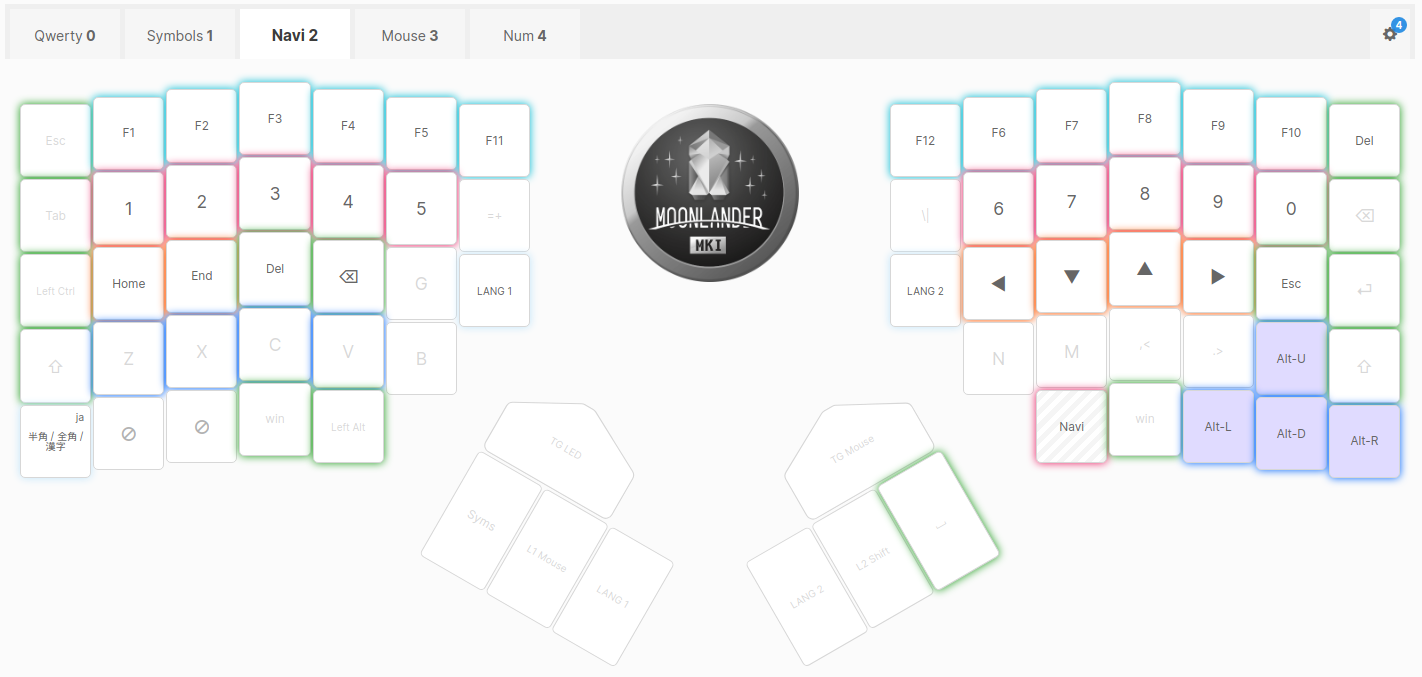 Qwerty 0
Symbols 1
Navi 2
Mouse 3
Num 4
4
Esc
F1
F2
F3
F4
F5
F11
F12
F6
F7
F8
F9
F10
Del
Tab
1
2
3
4
5
=+
\|
6
7
8
9
0
Left Ctrl
Home
End
Del
G
LANG 1
LANG 2
Esc
Z
X
C
V
B
N
M
,<
.>
Alt-U
ja
半角 / 全角 /
漢字
win
Left Alt
Navi
win
Alt-L
Alt-D
Alt-R
MOONLANDER
MKI
TG LED
Syms
L1 Mouse
LANG 1
TG Mouse
LANG 2
L2 Shift